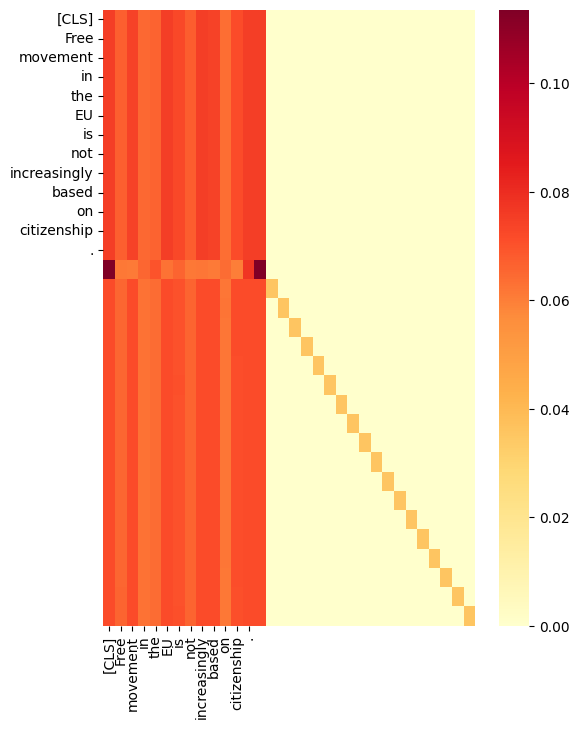 [CLS]
Free
movement
in
the
EU
is
not
increasingly
based
on
citizenship
.
0.10
0.08
0.06
0.04
0.02
0.00
[CLS]
Free
movement
in
the
EU
is
not
increasingly
based
on
citizenship
.